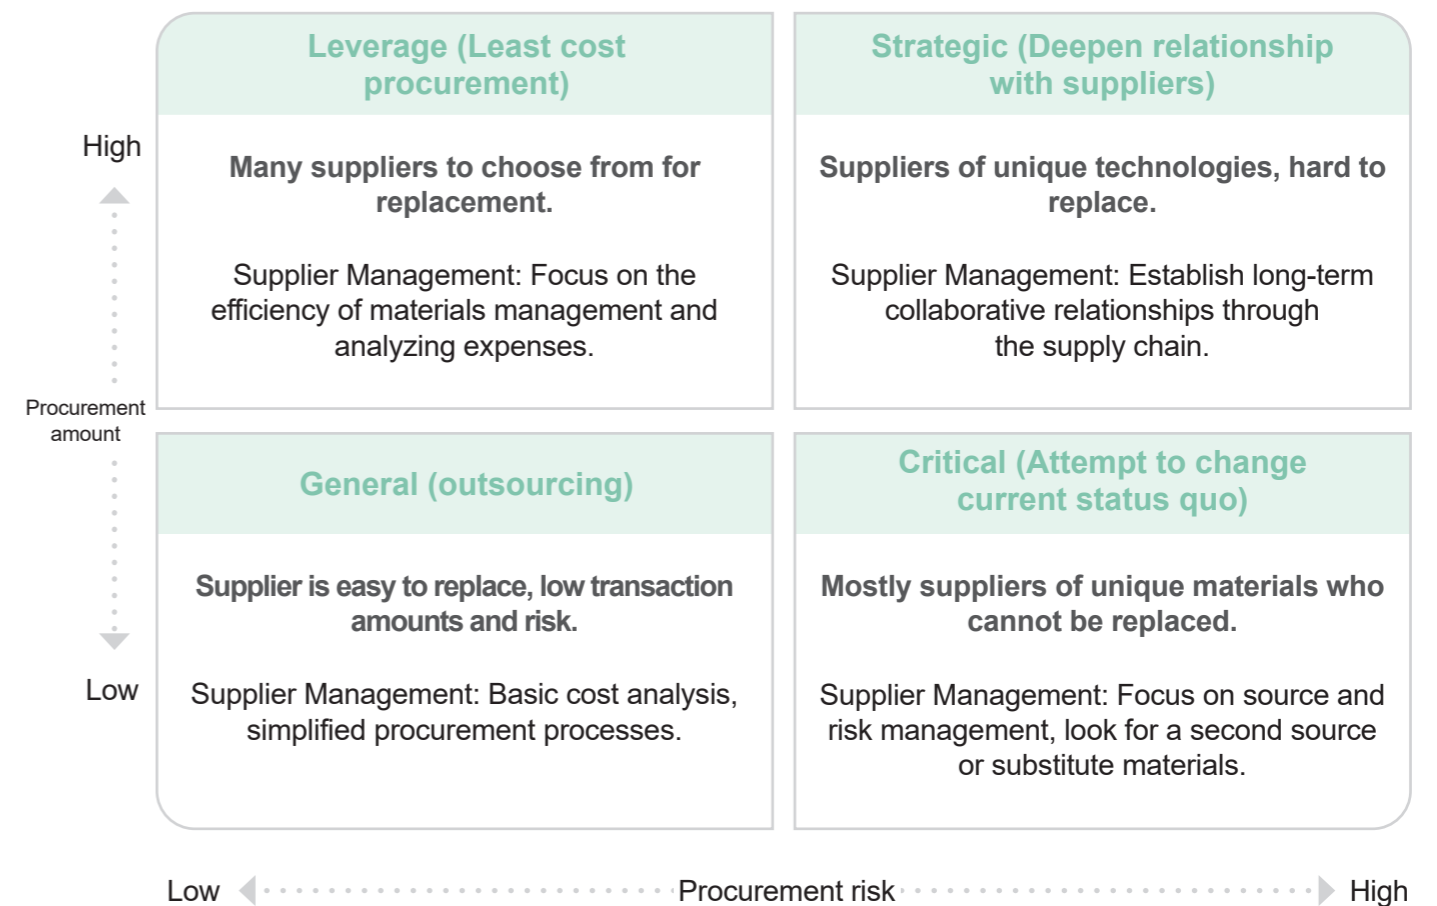 Leverage (Least cost
procurement)
Many suppliers to choose from for
replacement.
Supplier Management: Focus on the
efficiency of materials management and
analyzing expenses.
Strategic (Deepen relationship
with suppliers)
Suppliers of unique technologies, hard to
replace.
Supplier Management: Establish long-term
collaborative relationships through
the supply chain.
High
Procurement
amount
Low
General (outsourcing)
Supplier is easy to replace, low transaction
amounts and risk.
Supplier Management: Basic cost analysis,
simplified procurement processes.
Critical (Attempt to change
current status quo)
Mostly suppliers of unique materials who
cannot be replaced.
Supplier Management: Focus on source and
risk management, look for a second source
or substitute materials.
Low
Procurement risk
High